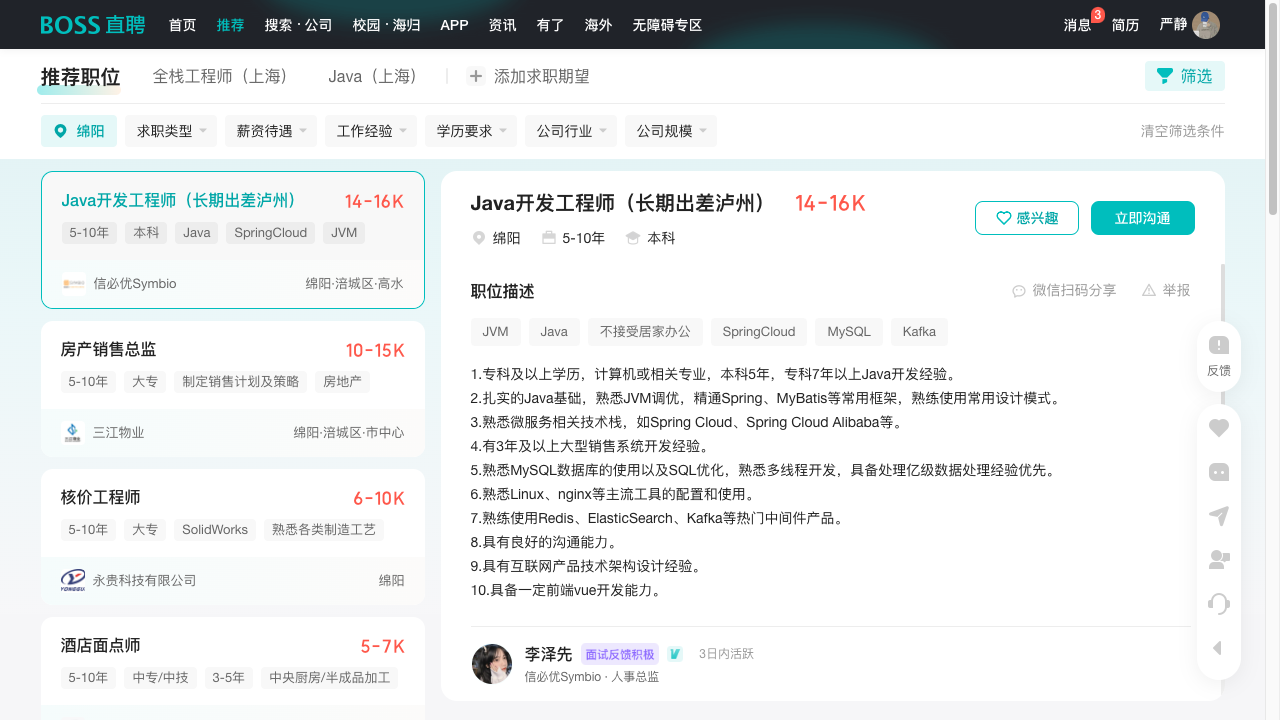 BOSS直聘 首页 推荐 搜索·公司 校园·海归 APP 资讯 有了 海外 无障碍专区 消息 3 简历 严静
推荐职位 全栈工程师（上海） Java（上海） 添加求职期望 筛选
绵阳 求职类型 薪资待遇 工作经验 学历要求 公司行业 公司规模 清空筛选条件
Java开发工程师（长期出差泸州） 14-16K
5-10年 本科 Java SpringCloud JVM
信必优Symbio 绵阳·涪城区·高水
房产销售总监 10-15K
5-10年 大专 制定销售计划及策略 房地产
三江物业 绵阳·涪城区·市中心
核价工程师 6-10K
5-10年 大专 SolidWorks 熟悉各类制造工艺
永贵科技有限公司 绵阳
酒店面点师 5-7K
5-10年 中专/中技 3-5年 中央厨房/半成品加工
Java开发工程师（长期出差泸州） 14-16K
感兴趣 立即沟通
绵阳 5-10年 本科
职位描述 微信扫码分享 举报
JVM Java 不接受居家办公 SpringCloud MySQL Kafka
1.专科及以上学历，计算机或相关专业，本科5年，专科7年以上Java开发经验。
2.扎实的Java基础，熟悉JVM调优，精通Spring、MyBatis等常用框架，熟练使用常用设计模式。
3.熟悉微服务相关技术栈，如Spring Cloud、Spring Cloud Alibaba等。
4.有3年及以上大型销售系统开发经验。
5.熟悉MySQL数据库的使用以及SQL优化，熟悉多线程开发，具备处理亿级数据处理经验优先。
6.熟悉Linux、nginx等主流工具的配置和使用。
7.熟练使用Redis、ElasticSearch、Kafka等热门中间件产品。
8.具有良好的沟通能力。
9.具有互联网产品技术架构设计经验。
10.具备一定前端vue开发能力。
李泽先 面试反馈积极 3日内活跃
信必优Symbio · 人事总监
反馈